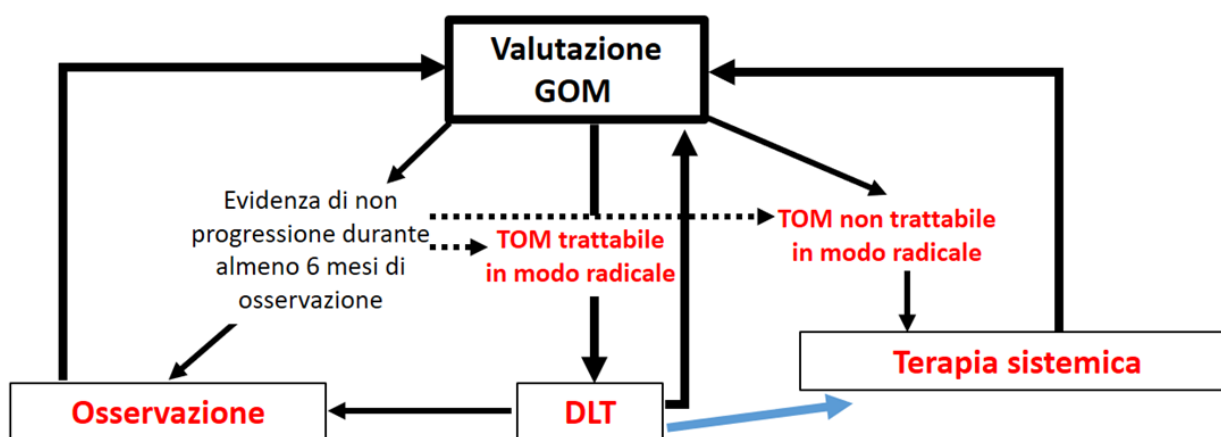 Valutazione
GOM
Evidenza di non
progressione durante
almeno 6 mesi di
osservazione
TOM trattabile
in modo radicale
TOM non trattabile
in modo radicale
Osservazione
DLT
Terapia sistemica